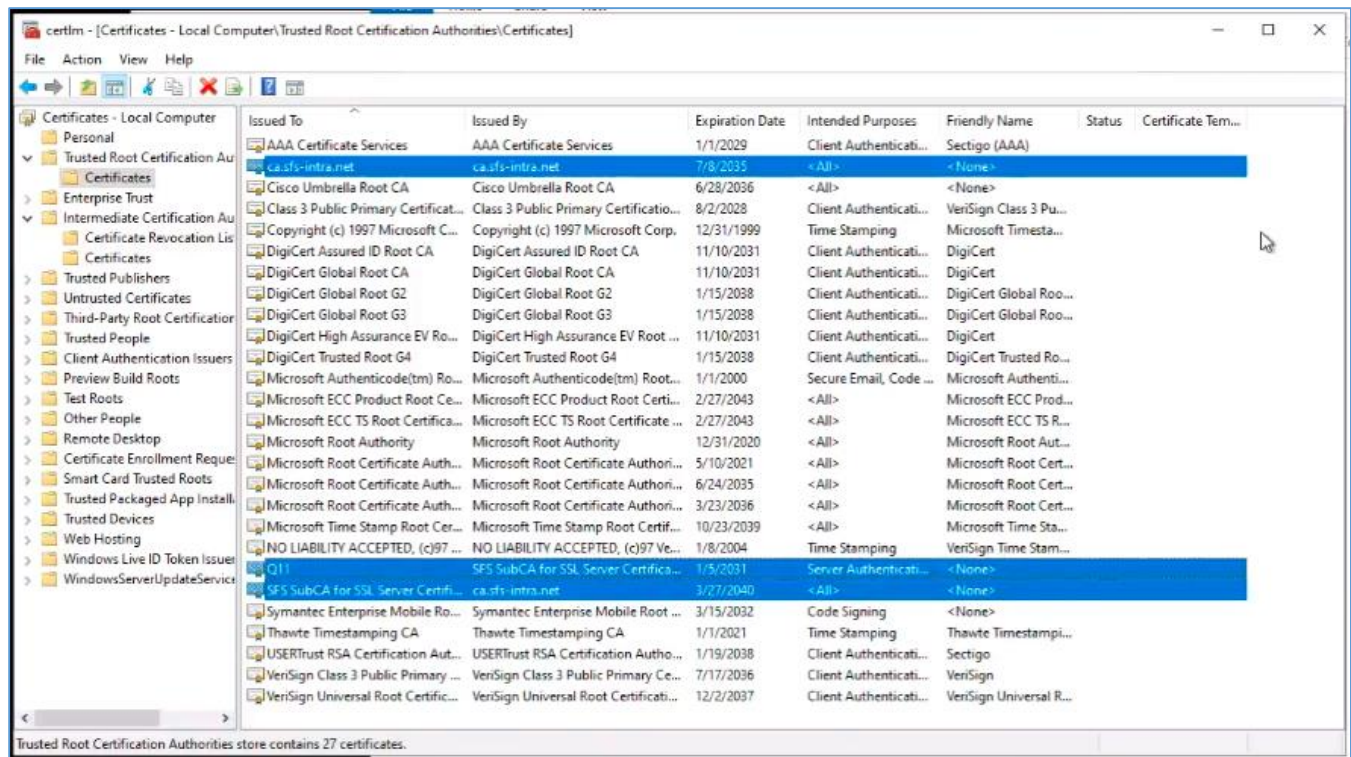 certlm - [Certificates - Local Computer\Trusted Root Certification Authorities\Certificates]
File Action View Help
Certificates - Local Computer
Personal
Trusted Root Certification Au
Certificates
Enterprise Trust
Intermediate Certification Au
Certificate Revocation Lis
Certificates
Trusted Publishers
Untrusted Certificates
Third-Party Root Certification
Trusted People
Client Authentication Issuers
Preview Build Roots
Test Roots
Other People
Remote Desktop
Certificate Enrollment Reques
Smart Card Trusted Roots
Trusted Packaged App Install
Trusted Devices
Web Hosting
Windows Live ID Token Issuer
WindowsServerUpdateService
Issued To Issued By Expiration Date Intended Purposes Friendly Name Status Certificate Tem...
AAA Certificate Services AAA Certificate Services 1/1/2029 Client Authenticati... Sectigo (AAA)
ca.sfs-intra.net ca.sfs-intra.net 7/8/2035 <All> <None>
Cisco Umbrella Root CA Cisco Umbrella Root CA 6/28/2036 <All> <None>
Class 3 Public Primary Certificat... Class 3 Public Primary Certificatio... 8/2/2028 Client Authenticati... VeriSign Class 3 Pu...
Copyright (c) 1997 Microsoft C... Copyright (c) 1997 Microsoft Corp. 12/31/1999 Time Stamping Microsoft Timesta...
DigiCert Assured ID Root CA DigiCert Assured ID Root CA 11/10/2031 Client Authenticati... DigiCert
DigiCert Global Root CA DigiCert Global Root CA 11/10/2031 Client Authenticati... DigiCert
DigiCert Global Root G2 DigiCert Global Root G2 1/15/2038 Client Authenticati... DigiCert Global Roo...
DigiCert Global Root G3 DigiCert Global Root G3 1/15/2038 Client Authenticati... DigiCert Global Roo...
DigiCert High Assurance EV Ro... DigiCert High Assurance EV Root ... 11/10/2031 Client Authenticati... DigiCert
DigiCert Trusted Root G4 DigiCert Trusted Root G4 1/15/2038 Client Authenticati... DigiCert Trusted Ro...
Microsoft Authenticode(tm) Ro... Microsoft Authenticode(tm) Root... 1/1/2000 Secure Email, Code ... Microsoft Authenti...
Microsoft ECC Product Root Ce... Microsoft ECC Product Root Certi... 2/27/2043 <All> Microsoft ECC Prod...
Microsoft ECC TS Root Certifica... Microsoft ECC TS Root Certificate ... 2/27/2043 <All> Microsoft ECC TS R...
Microsoft Root Authority Microsoft Root Authority 12/31/2020 <All> Microsoft Root Aut...
Microsoft Root Certificate Auth... Microsoft Root Certificate Authori... 5/10/2021 <All> Microsoft Root Cert...
Microsoft Root Certificate Auth... Microsoft Root Certificate Authori... 6/24/2035 <All> Microsoft Root Cert...
Microsoft Root Certificate Auth... Microsoft Root Certificate Authori... 3/23/2036 <All> Microsoft Root Cert...
Microsoft Time Stamp Root Cer... Microsoft Time Stamp Root Certif... 10/23/2039 <All> Microsoft Time Sta...
NO LIABILITY ACCEPTED, (c)97 ... NO LIABILITY ACCEPTED, (c)97 Ve... 1/8/2004 Time Stamping VeriSign Time Stam...
Q11 SFS SubCA for SSL Server Certifica... 1/5/2031 Server Authenticati... <None>
SFS SubCA for SSL Server Certifi... ca.sfs-intra.net 3/27/2040 <All> <None>
Symantec Enterprise Mobile Ro... Symantec Enterprise Mobile Root ... 3/15/2032 Code Signing <None>
Thawte Timestamping CA Thawte Timestamping CA 1/1/2021 Time Stamping Thawte Timestampi...
USERTrust RSA Certification Aut... USERTrust RSA Certification Autho... 1/19/2038 Client Authenticati... Sectigo
VeriSign Class 3 Public Primary ... VeriSign Class 3 Public Primary Ce... 7/17/2036 Client Authenticati... VeriSign
VeriSign Universal Root Certific... VeriSign Universal Root Certificati... 12/2/2037 Client Authenticati... VeriSign Universal R...
Trusted Root Certification Authorities store contains 27 certificates.